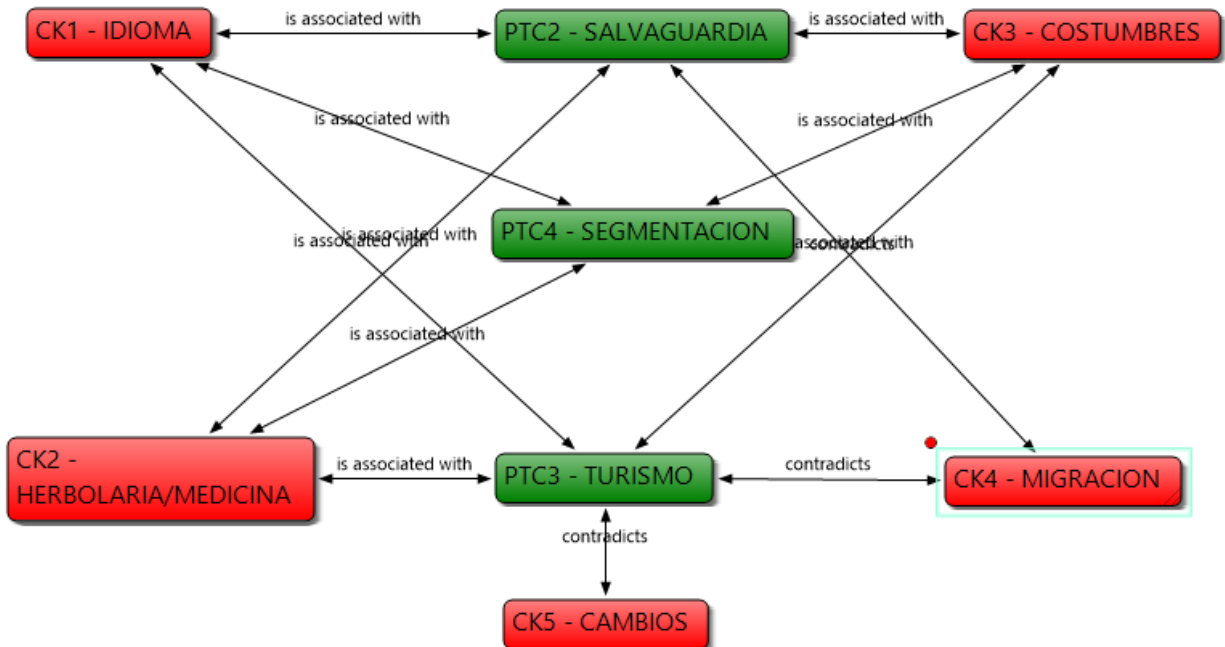 CK1 - IDIOMA
is associated with
PTC2 - SALVAGUARDIA
is associated with
CK3 - COSTUMBRES
is associated with
is associated with
PTC4 - SEGMENTACION
is associated with
is associated with
associated with
contradicts
is associated with
CK2 -
HERBOLARIA/MEDICINA
is associated with
PTC3 - TURISMO
contradicts
CK4 - MIGRACION
contradicts
CK5 - CAMBIOS